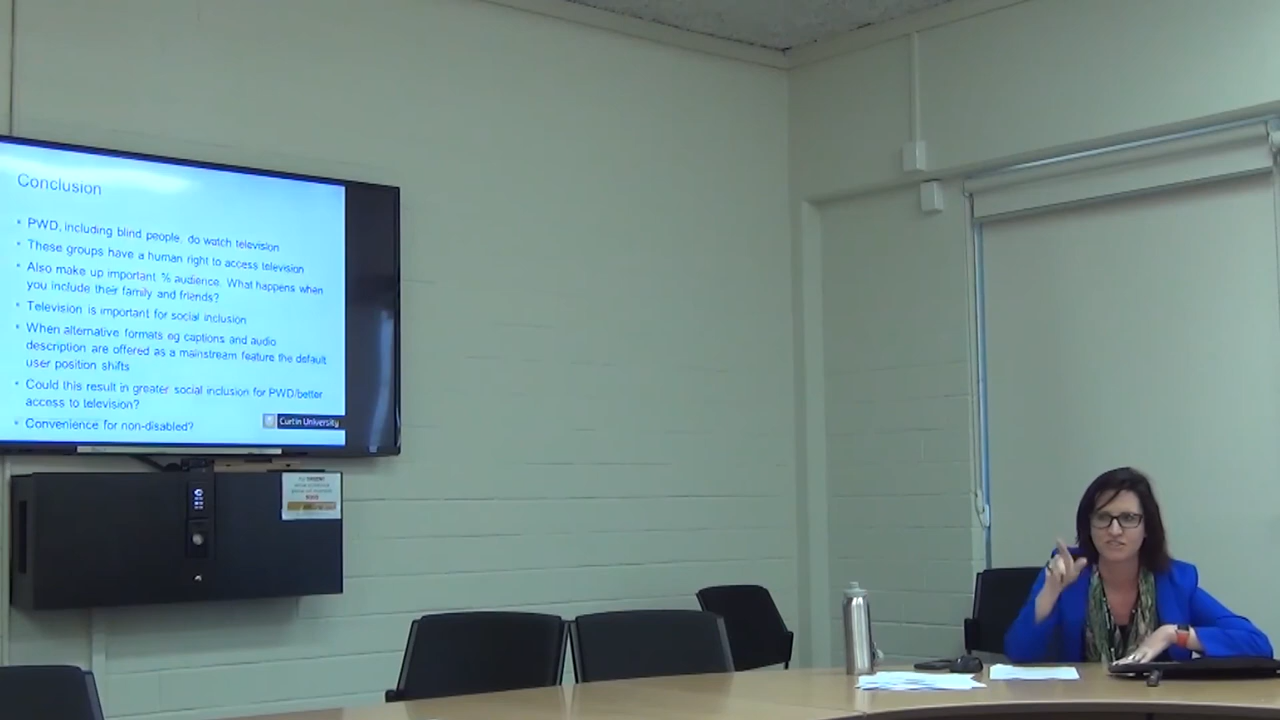 Conclusion
• PWD, including blind people, do watch television
• These groups have a human right to access television
• Also make up important % audience. What happens when
you include their family and friends?
• Television is important for social inclusion
• When alternative formats eg captions and audio
description are offered as a mainstream feature the default
user position shifts
• Could this result in greater social inclusion for PWD/better
access to television?
• Convenience for non-disabled?
Curtin University